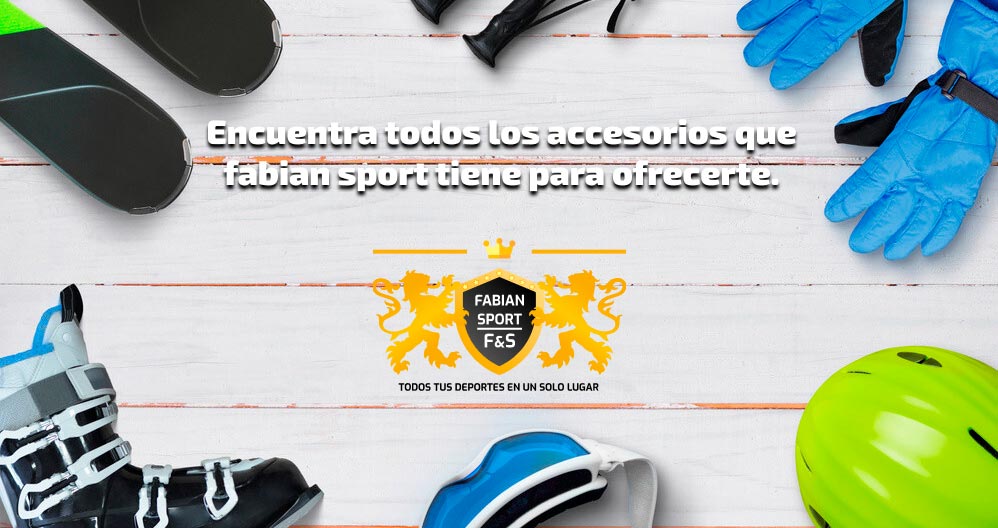 Encuentra todos los accesorios que
fabian sport tiene para ofrecerte.
FABIAN
SPORT
F&S
TODOS TUS DEPORTES EN UN SOLO LUGAR